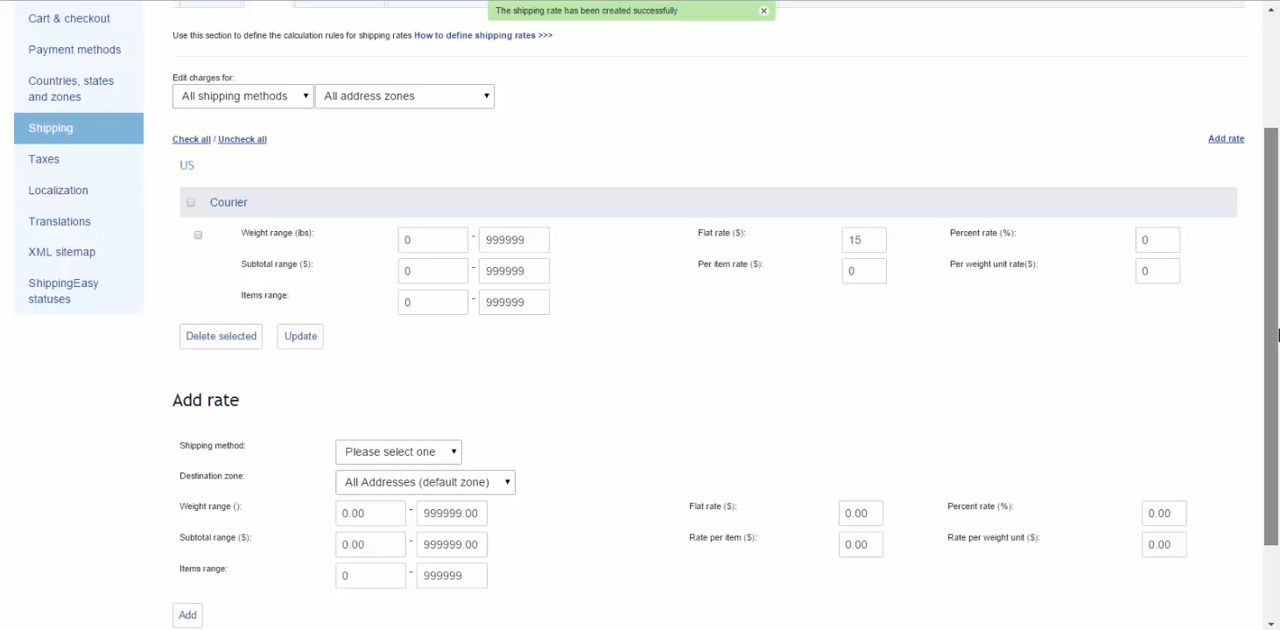 The shipping rate has been created successfully
Cart & checkout
Payment methods
Countries, states
and zones
Shipping
Taxes
Localization
Translations
XML sitemap
ShippingEasy
statuses
Use this section to define the calculation rules for shipping rates How to define shipping rates >>>
Edit charges for:
All shipping methods All address zones
Check all / Uncheck all Add rate
US
Courier
Weight range (lbs): 0 - 999999 Flat rate ($): 15 Percent rate (%): 0
Subtotal range ($): 0 - 999999 Per item rate ($): 0 Per weight unit rate($): 0
Items range: 0 - 999999
Delete selected Update
Add rate
Shipping method: Please select one
Destination zone: All Addresses (default zone)
Weight range (): 0.00 - 999999.00 Flat rate ($): 0.00 Percent rate (%): 0.00
Subtotal range ($): 0.00 - 999999.00 Rate per item ($): 0.00 Rate per weight unit ($): 0.00
Items range: 0 - 999999
Add